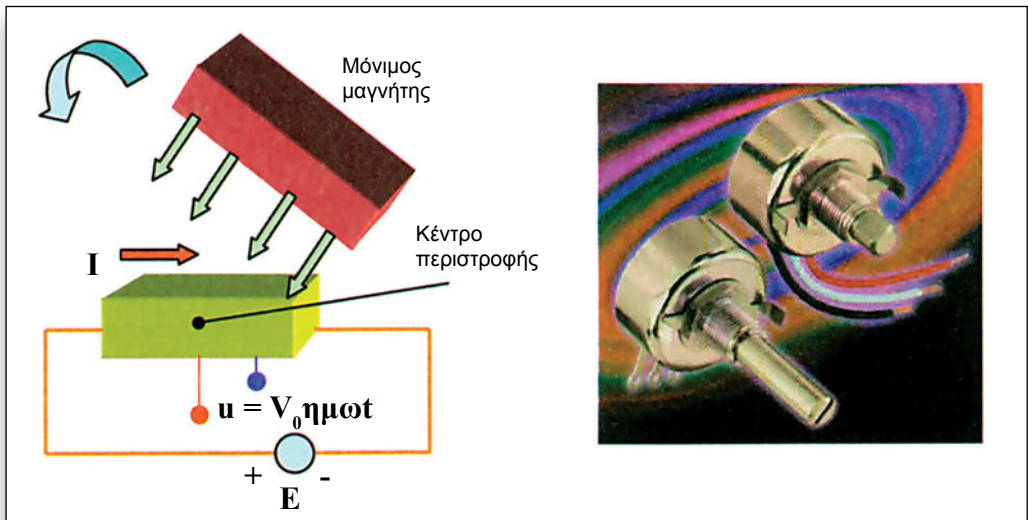 Μόνιμος
μαγνήτης
Κέντρο
περιστροφής
I
u = V₀ημωt
+ -
E